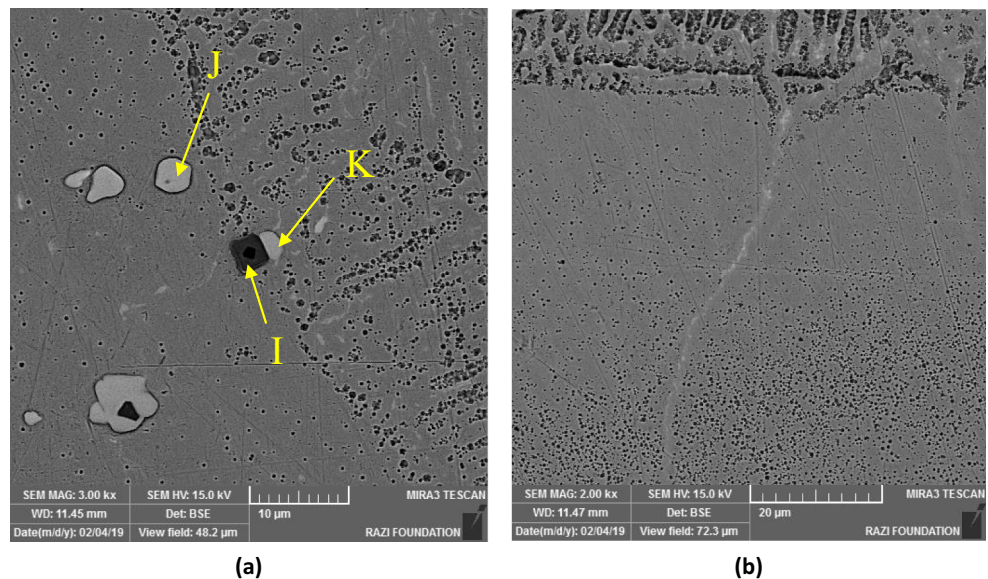 J
K
I
SEM MAG: 3.00 kx SEM HV: 15.0 kV MIRA3 TESCAN
WD: 11.45 mm Det: BSE 10 µm
Date(m/d/y): 02/04/19 View field: 48.2 µm RAZI FOUNDATION
SEM MAG: 2.00 kx SEM HV: 15.0 kV MIRA3 TESCAN
WD: 11.47 mm Det: BSE 20 µm
Date(m/d/y): 02/04/19 View field: 72.3 µm RAZI FOUNDATION
(a) (b)